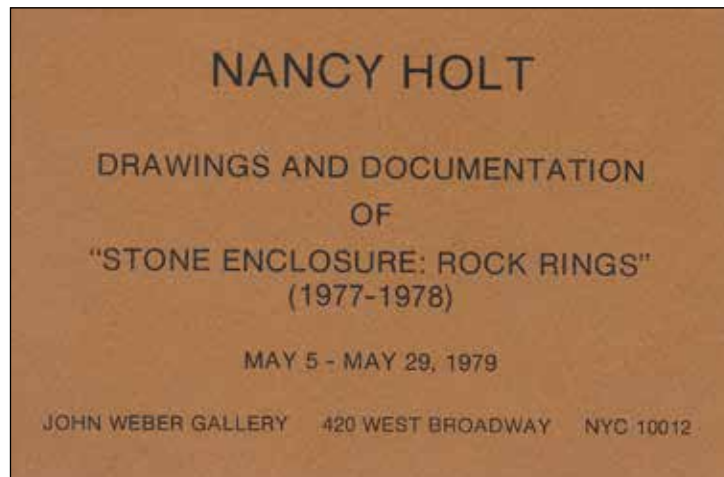 NANCY HOLT
DRAWINGS AND DOCUMENTATION
OF
"STONE ENCLOSURE: ROCK RINGS"
(1977-1978)
MAY 5 - MAY 29, 1979
JOHN WEBER GALLERY 420 WEST BROADWAY NYC 10012